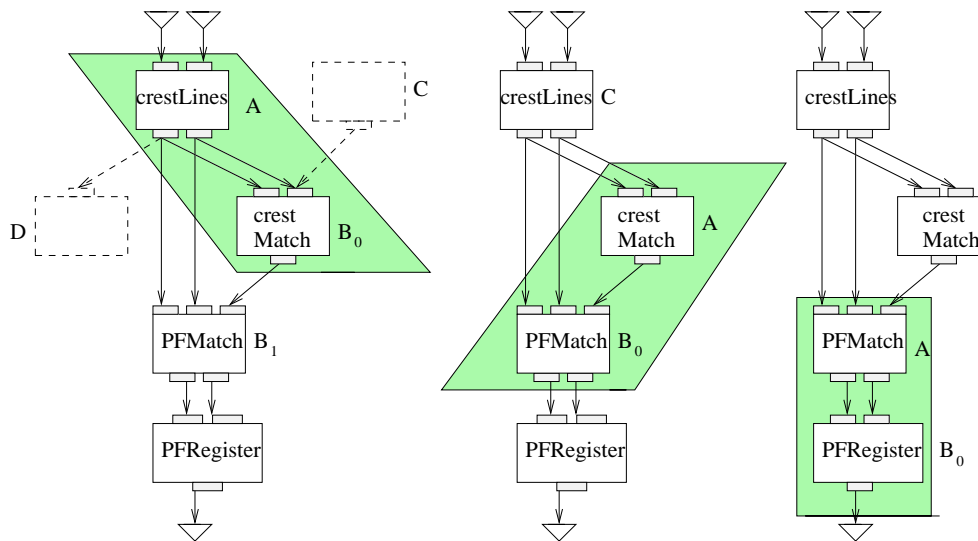 crestLines
A
C
D
crest
Match
B0
PFMatch
B1
PFRegister
crestLines
C
crest
Match
A
PFMatch
B0
PFRegister
crestLines
crest
Match
PFMatch
A
PFRegister
B0